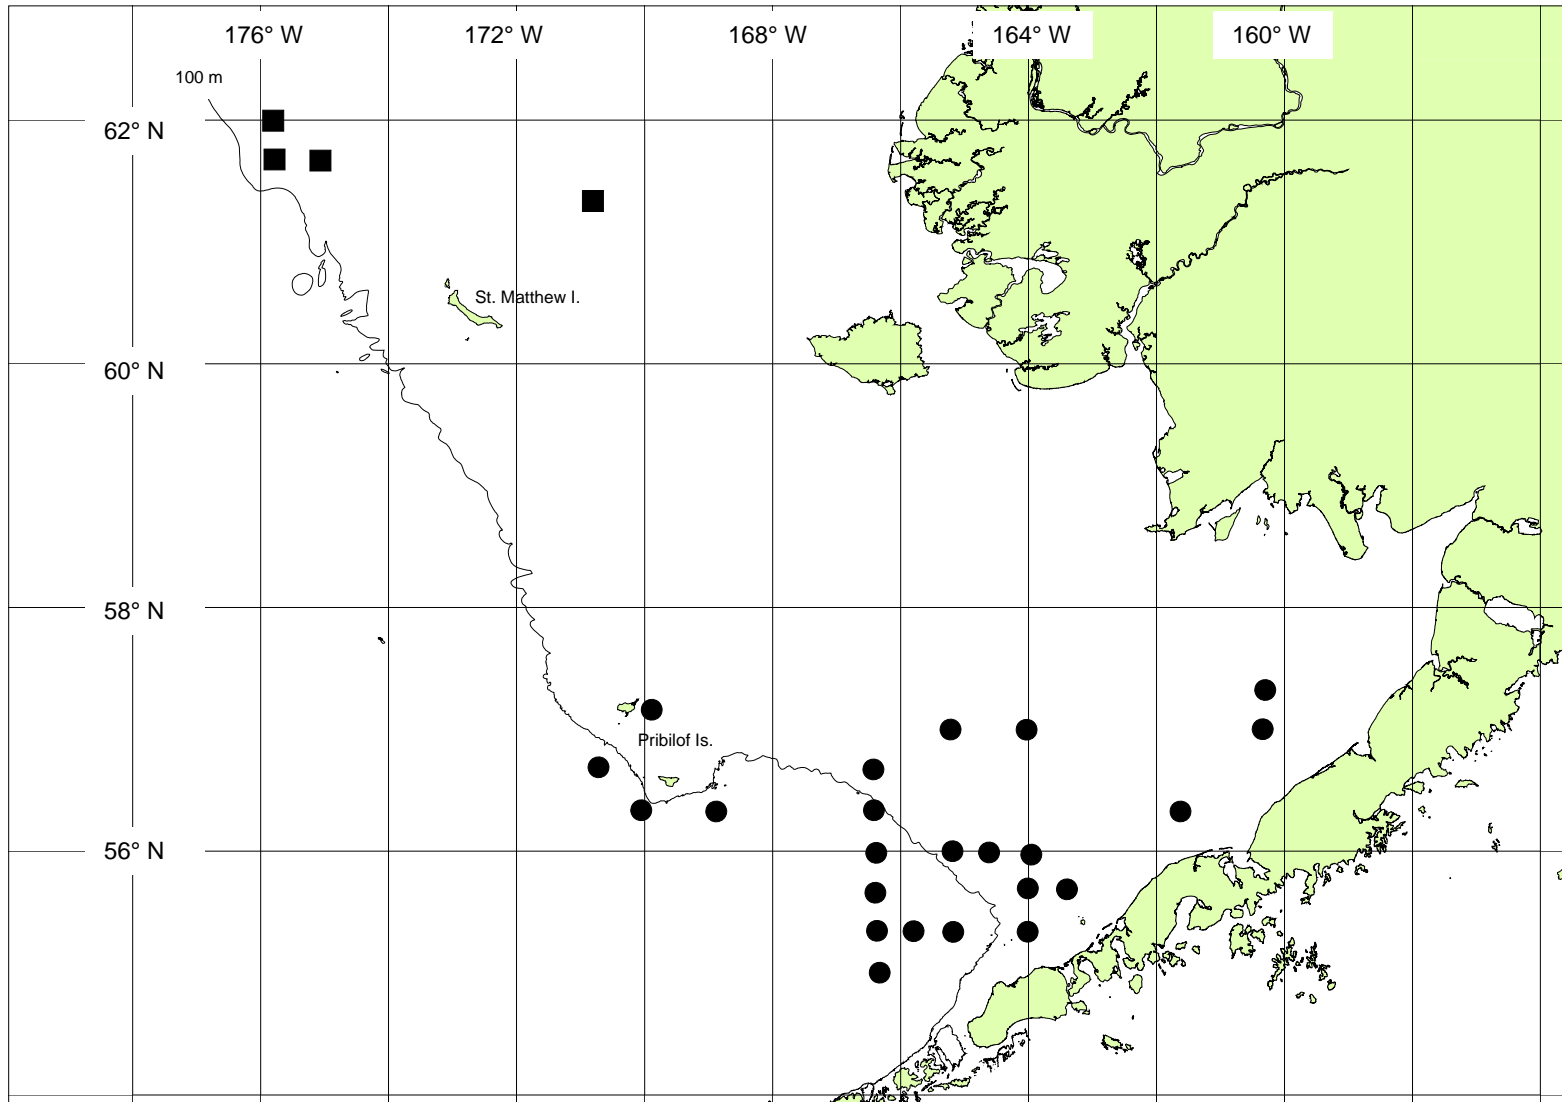 176° W 172° W 168° W 164° W 160° W
100 m
62° N
St. Matthew I.
60° N
58° N
Pribilof Is.
56° N